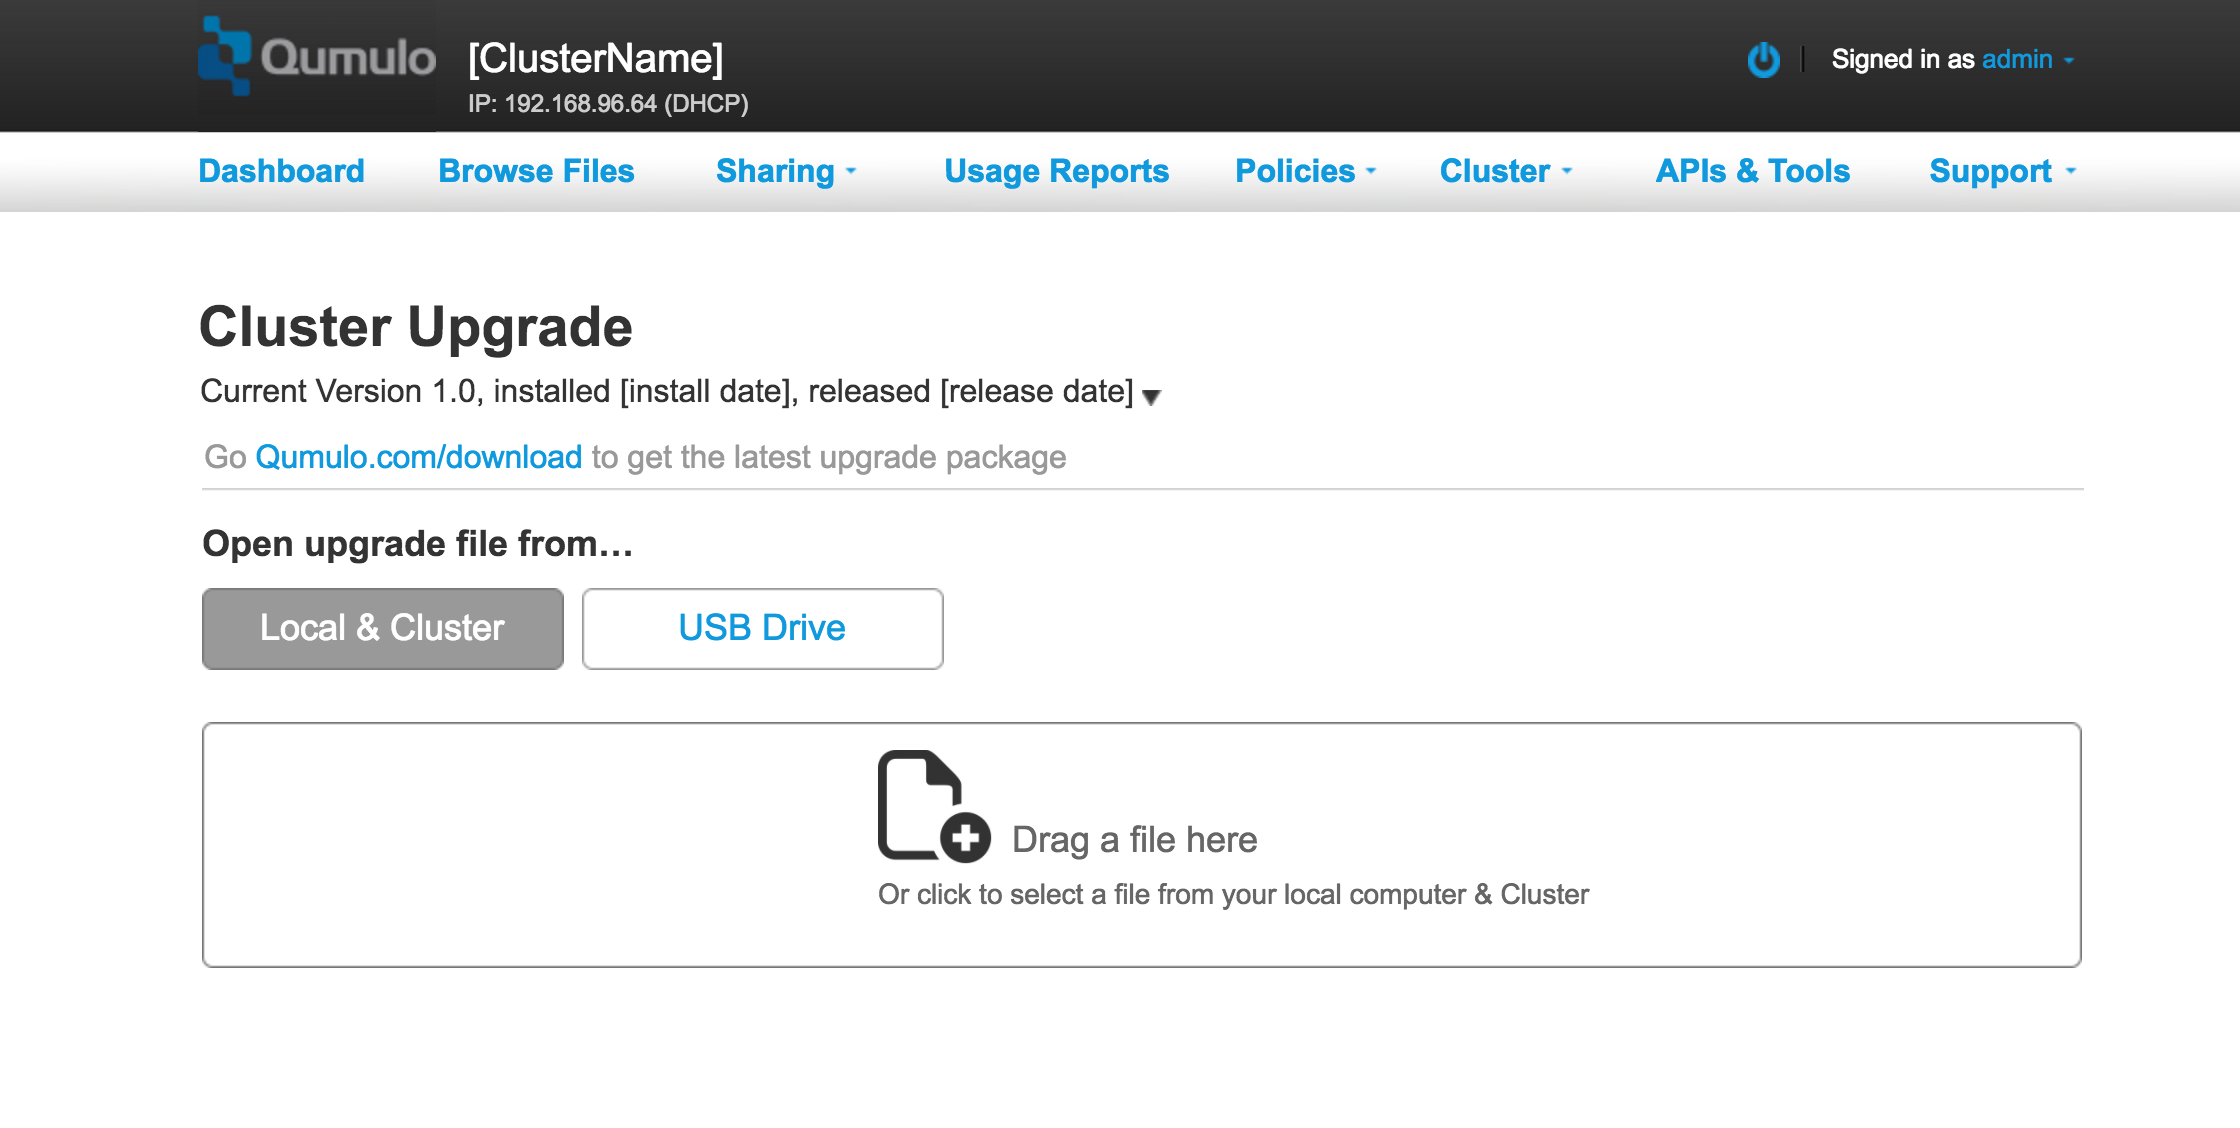 Qumulo
[ClusterName]
IP: 192.168.96.64 (DHCP)
Signed in as admin
Dashboard
Browse Files
Sharing
Usage Reports
Policies
Cluster
APIs & Tools
Support
Cluster Upgrade
Current Version 1.0, installed [install date], released [release date]
Go Qumulo.com/download to get the latest upgrade package
Open upgrade file from…
Local & Cluster
USB Drive
Drag a file here
Or click to select a file from your local computer & Cluster